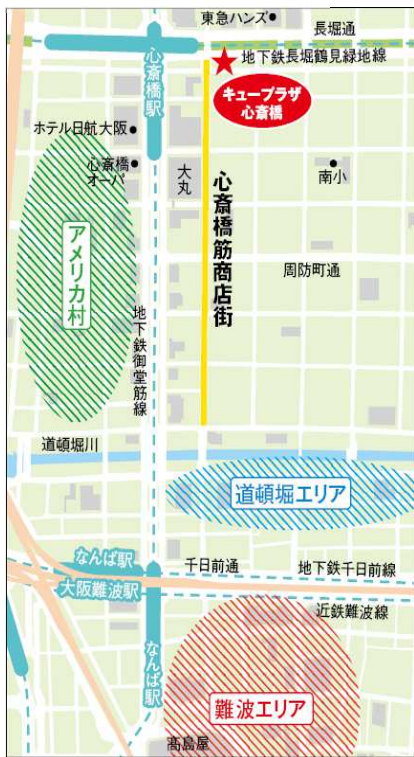 東急ハンズ
長堀通
地下鉄長堀鶴見緑地線
心斎橋駅
キュープラザ
心斎橋
ホテル日航大阪
心斎橋
オーパ
大丸
南小
心斎橋筋商店街
アメリカ村
周防町通
地下鉄御堂筋線
道頓堀川
道頓堀エリア
なんば駅
千日前通
地下鉄千日前線
大阪難波駅
近鉄難波線
なんば駅
難波エリア
髙島屋